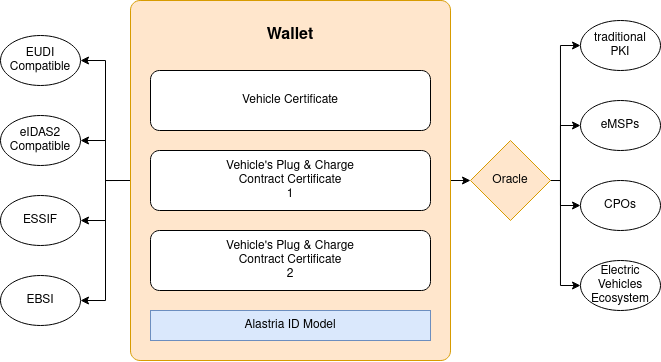 Wallet
EUDI
Compatible
eIDAS2
Compatible
ESSIF
EBSI
Vehicle Certificate
Vehicle's Plug & Charge
Contract Certificate
1
Vehicle's Plug & Charge
Contract Certificate
2
Alastria ID Model
Oracle
traditional
PKI
eMSPs
CPOs
Electric
Vehicles
Ecosystem